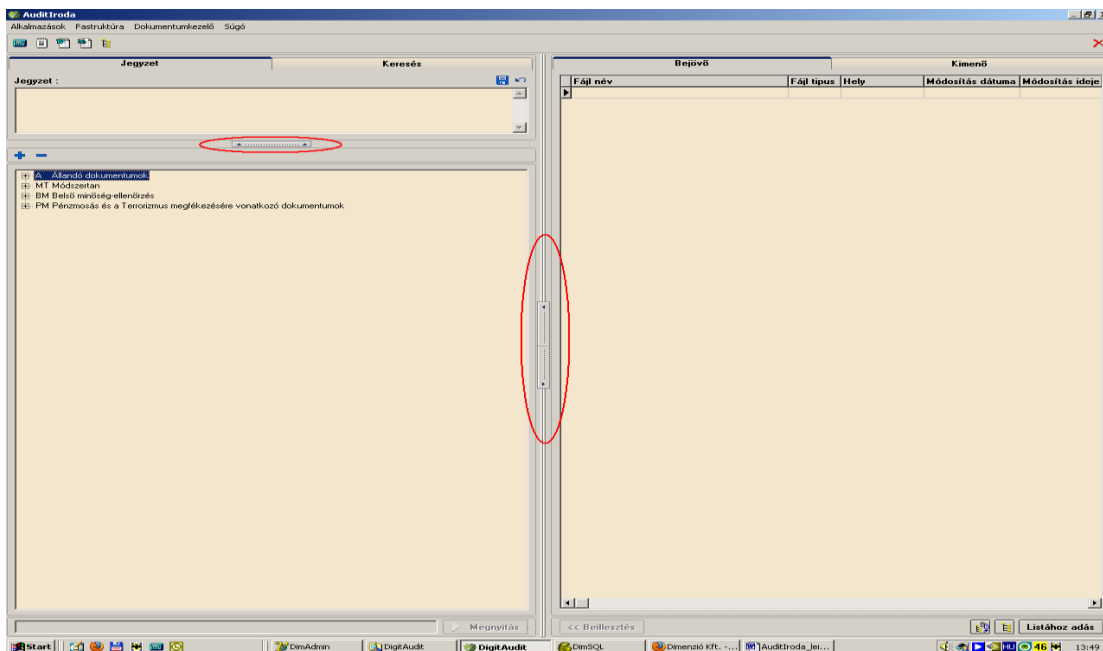 AuditIroda
Alkalmazások Fastruktúra Dokumentumkezelő Súgó
Jegyzet Keresés
Jegyzet :
A Állandó dokumentumok
MT Módszertan
BM Belső minőség-ellenőrzés
PM Pénzmosás és a Terrorizmus megfékezésére vonatkozó dokumentumok
Megnyitás
Bejövő Kimenő
Fájl név Fájl típus Hely Módosítás dátuma Módosítás ideje
<< Beillesztés Listához adás
Start DimAdmin DigitAudit DigitAudit DimSQL Dimenzió Kft. -... AuditIroda_lei... HU 46 13:49